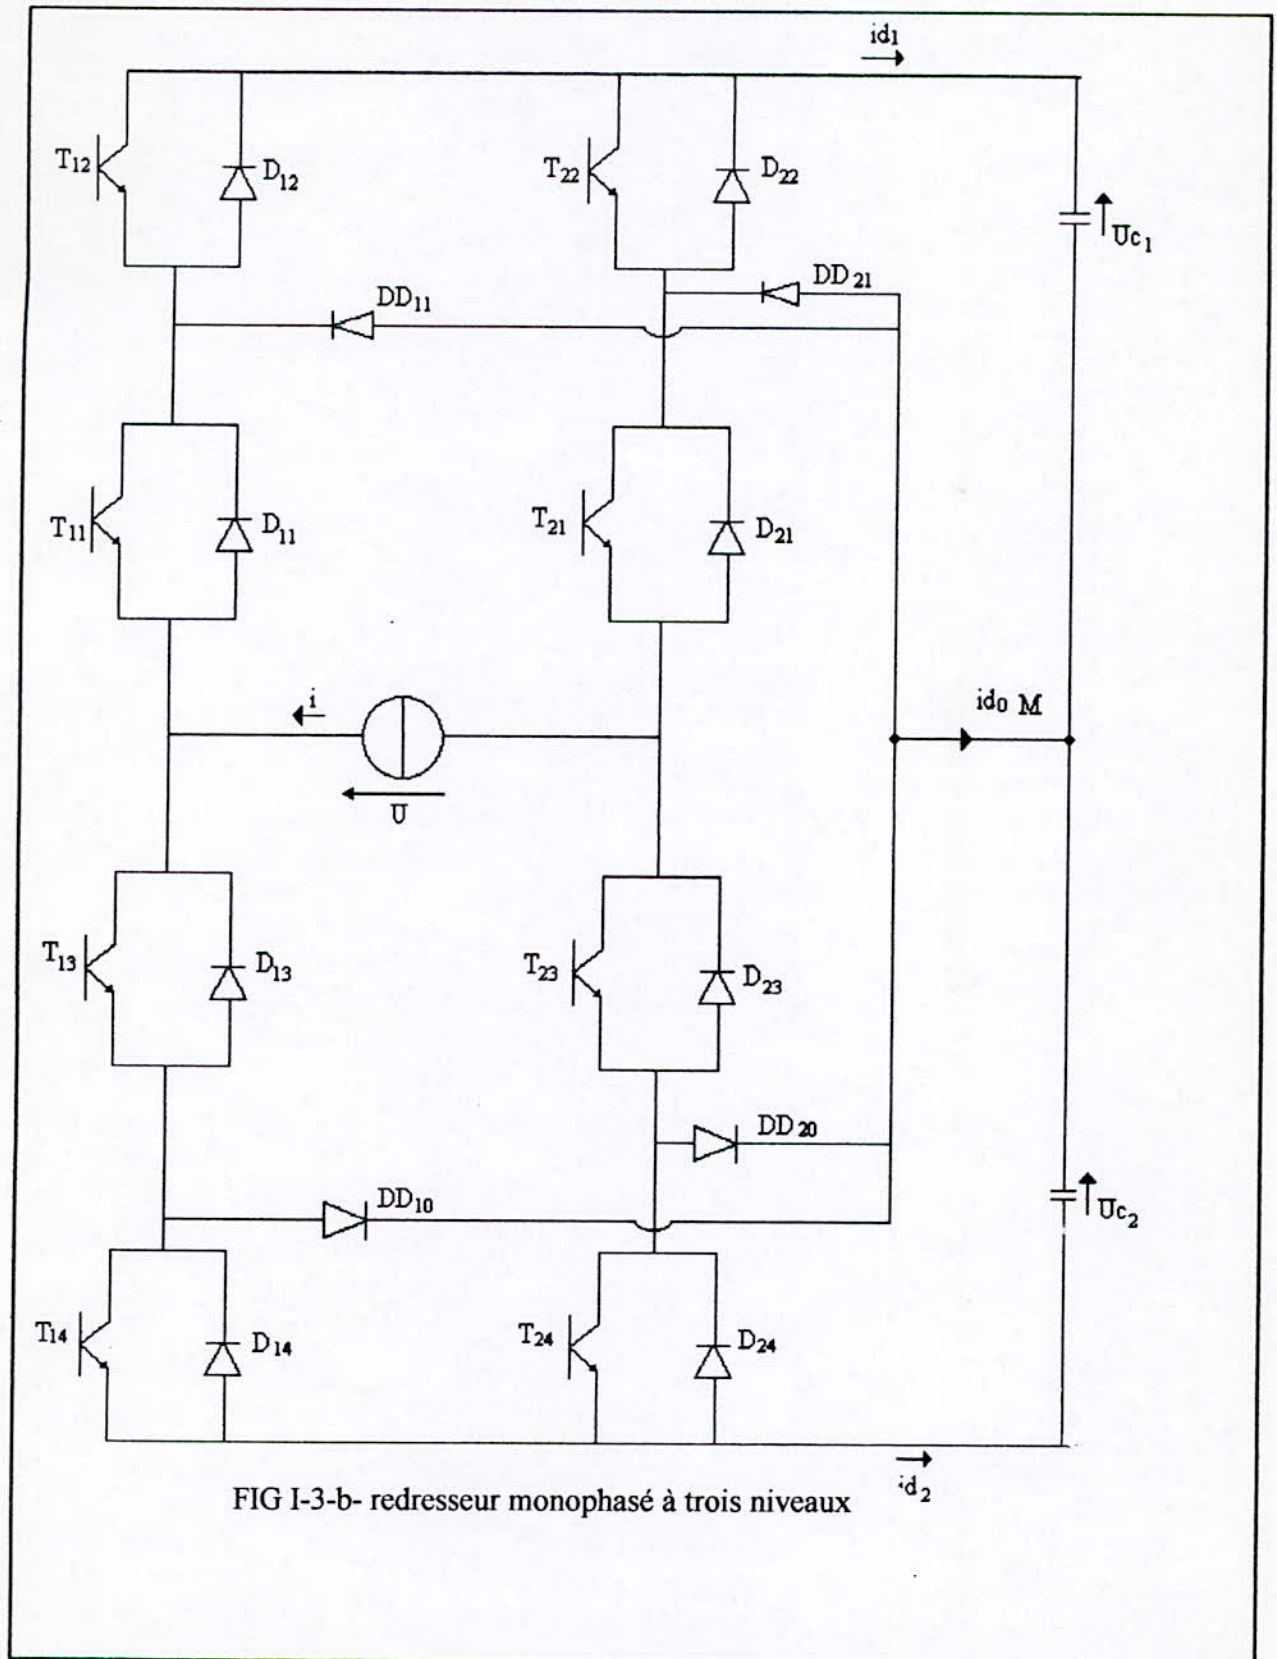 id1
T12
D12
T22
D22
Uc1
DD11
DD21
T11
D11
T21
D21
i
U
id0 M
T13
D13
T23
D23
DD20
DD10
Uc2
T14
D14
T24
D24
id2
FIG I-3-b- redresseur monophasé à trois niveaux